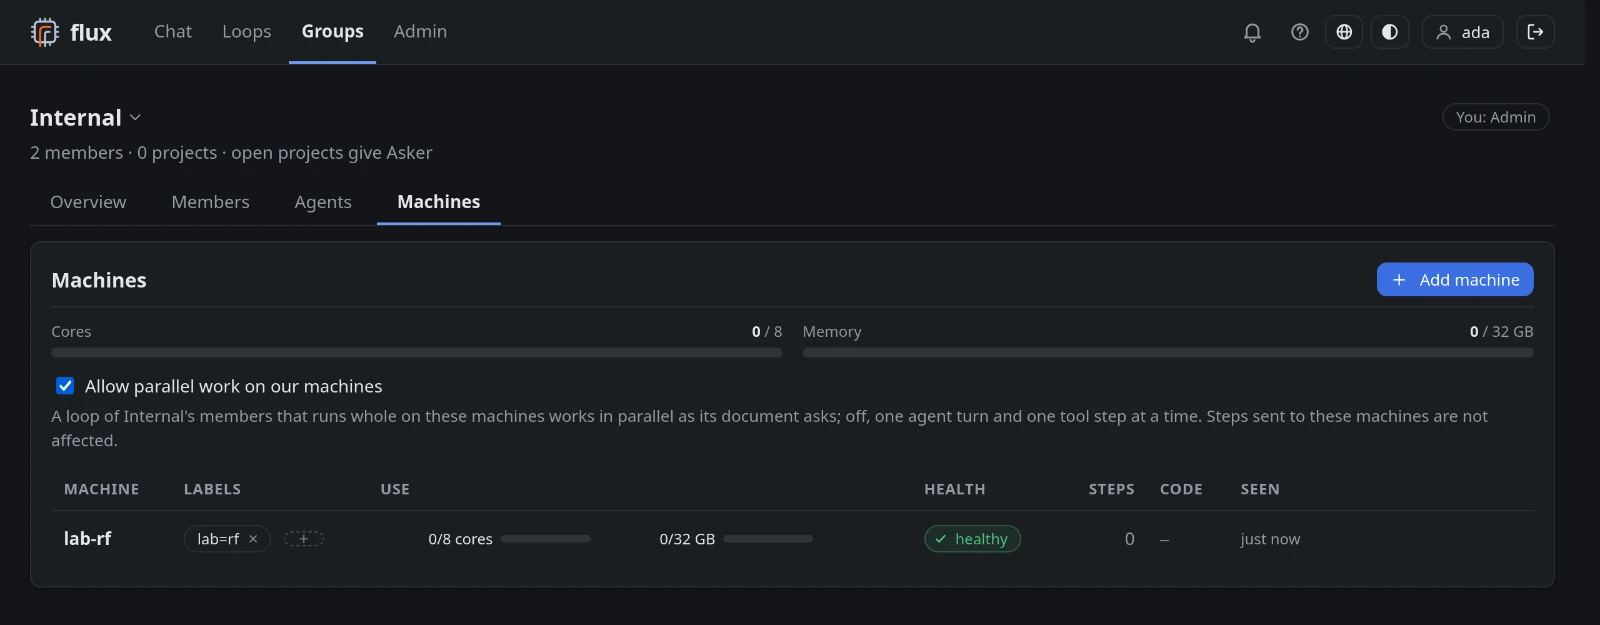 flux Chat Loops Groups Admin ada
Internal You: Admin
2 members · 0 projects · open projects give Asker
Overview Members Agents Machines
Machines + Add machine
Cores 0 / 8 Memory 0 / 32 GB
Allow parallel work on our machines
A loop of Internal's members that runs whole on these machines works in parallel as its document asks; off, one agent turn and one tool step at a time. Steps sent to these machines are not
affected.
MACHINE LABELS USE HEALTH STEPS CODE SEEN
lab-rf lab=rf × + 0/8 cores 0/32 GB healthy 0 – just now